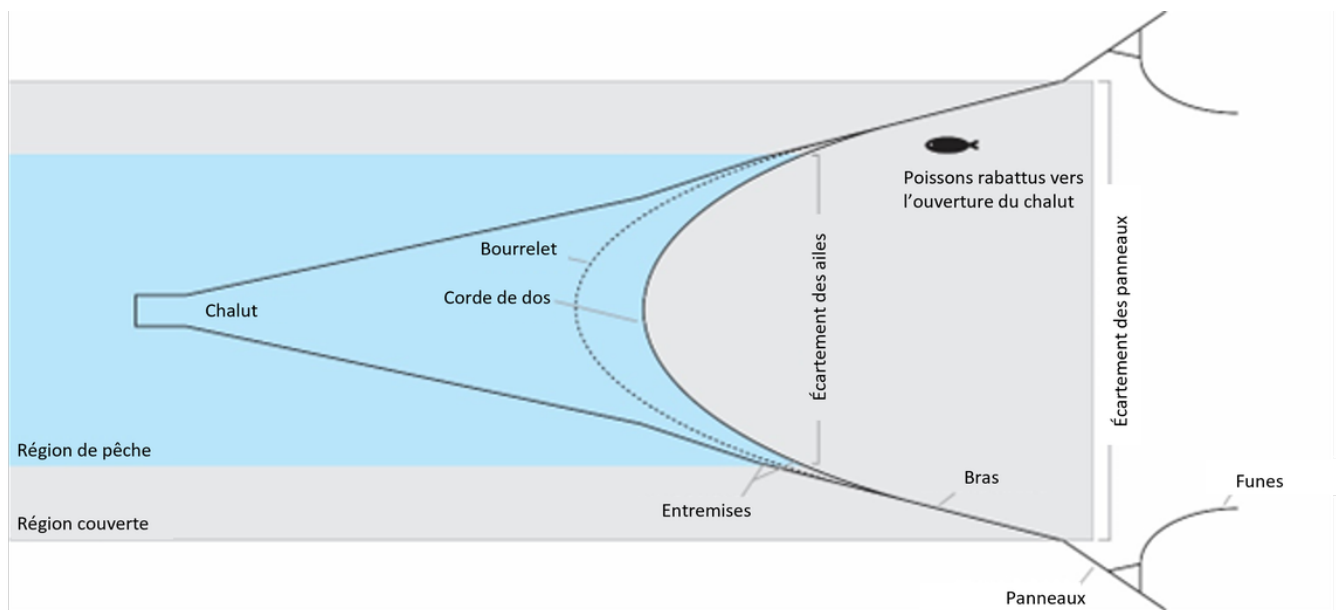 Poissons rabattus vers
l’ouverture du chalut
Bourrelet
Corde de dos
Chalut
Écartement des ailes
Écartement des panneaux
Région de pêche
Bras
Funes
Entremises
Région couverte
Panneaux